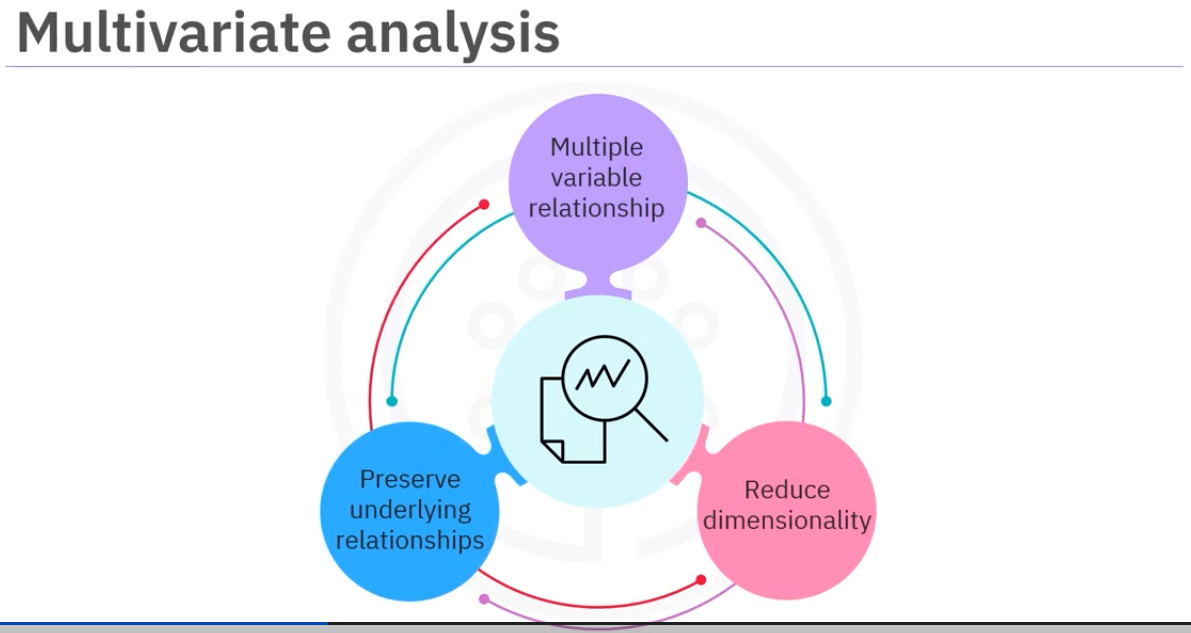 Multivariate analysis
Multiple
variable
relationship
Preserve
underlying
relationships
Reduce
dimensionality